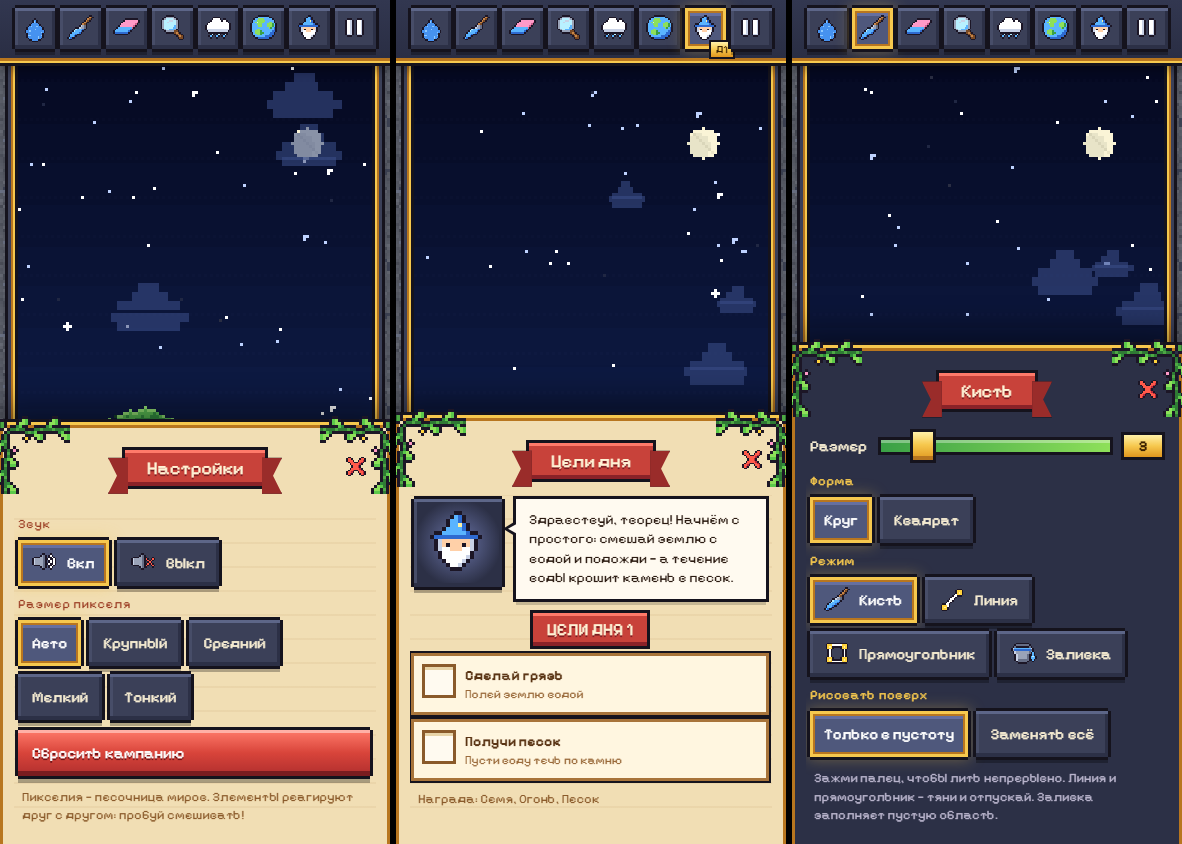 Настройки
Звук
Вкл
Выкл
Размер пикселя
Авто
Крупный
Средний
Мелкий
Тонкий
Сбросить кампанию
Пикселия - песочница миров. Элементы реагируют
друг с другом: пробуй смешивать!
Д1
Цели дня
Здравствуй, творец! Начнём с
простого: смешай землю с
водой и подожди - а течение
воды крошит камень в песок.
ЦЕЛИ ДНЯ 1
Сделай грязь
Полей землю водой
Получи песок
Пусти воду течь по камню
Награда: Семя, Огонь, Песок
Кисть
Размер
3
Форма
Круг
Квадрат
Режим
Кисть
Линия
Прямоугольник
Заливка
Рисовать поверх
Только в пустоту
Заменять всё
Зажми палец, чтобы лить непрерывно. Линия и
прямоугольник - тяни и отпускай. Заливка
заполняет пустую область.